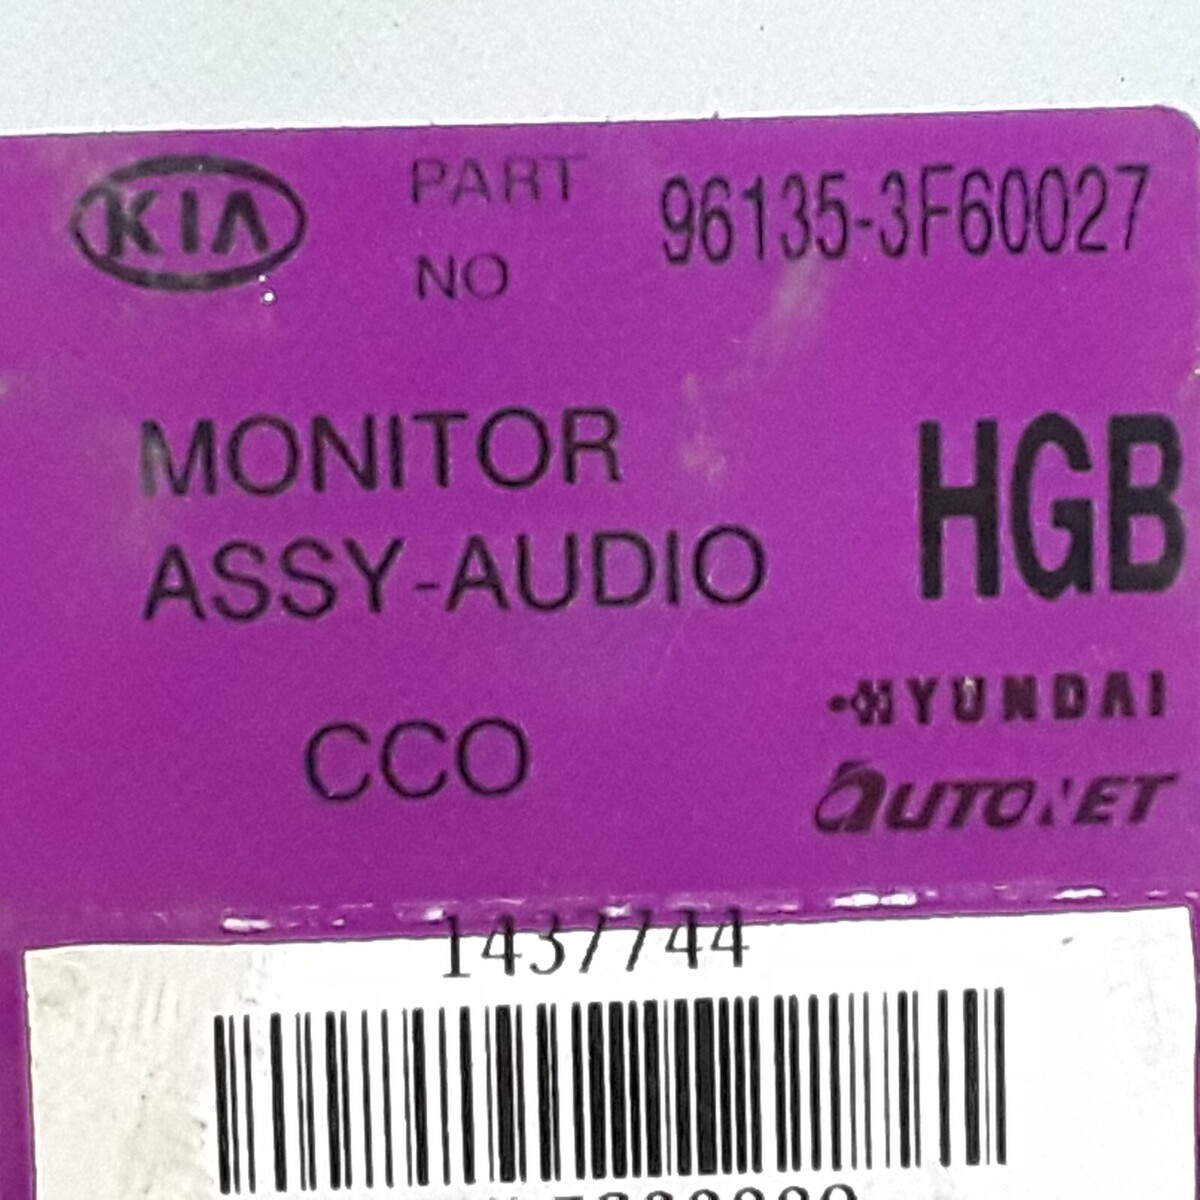 KIA PART NO 96135-3F60027
MONITOR HGB
ASSY-AUDIO
HYUNDAI
CCO
AUTONET
1437744